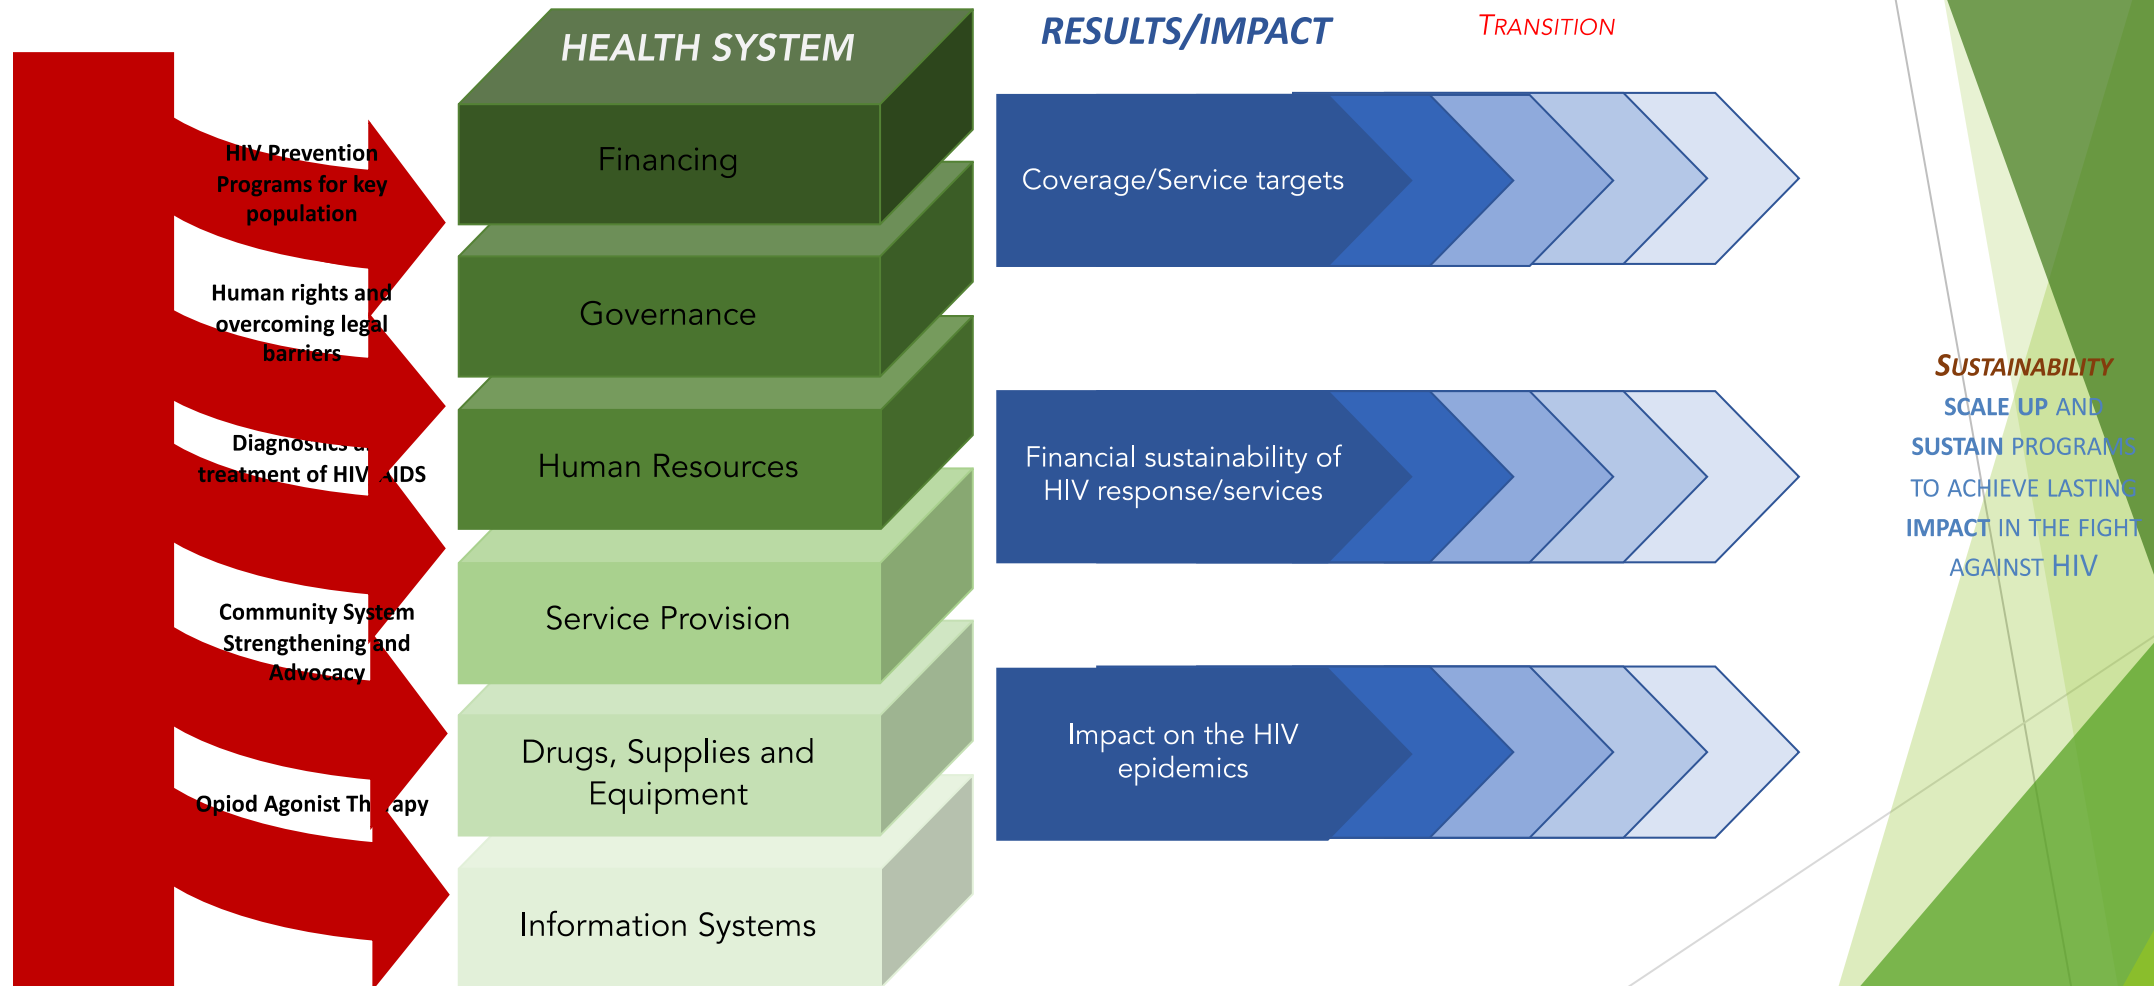 HIV Prevention
Programs for key
population
Human rights and
overcoming legal
barriers
Diagnostics
treatment of HIV AIDS
Community System
Strengthening and
Advocacy
Opiod Agonist
HEALTH SYSTEM
Financing
Governance
Human Resources
Service Provision
Drugs, Supplies and
Equipment
Information Systems
RESULTS/IMPACT
TRANSITION
Coverage/Service targets
Financial sustainability of
HIV response/services
Impact on the HIV
epidemics
SUSTAINABILITY
SCALE UP AND
SUSTAIN PROGRAMS
TO ACHIEVE LASTING
IMPACT IN THE FIGHT
AGAINST HIV